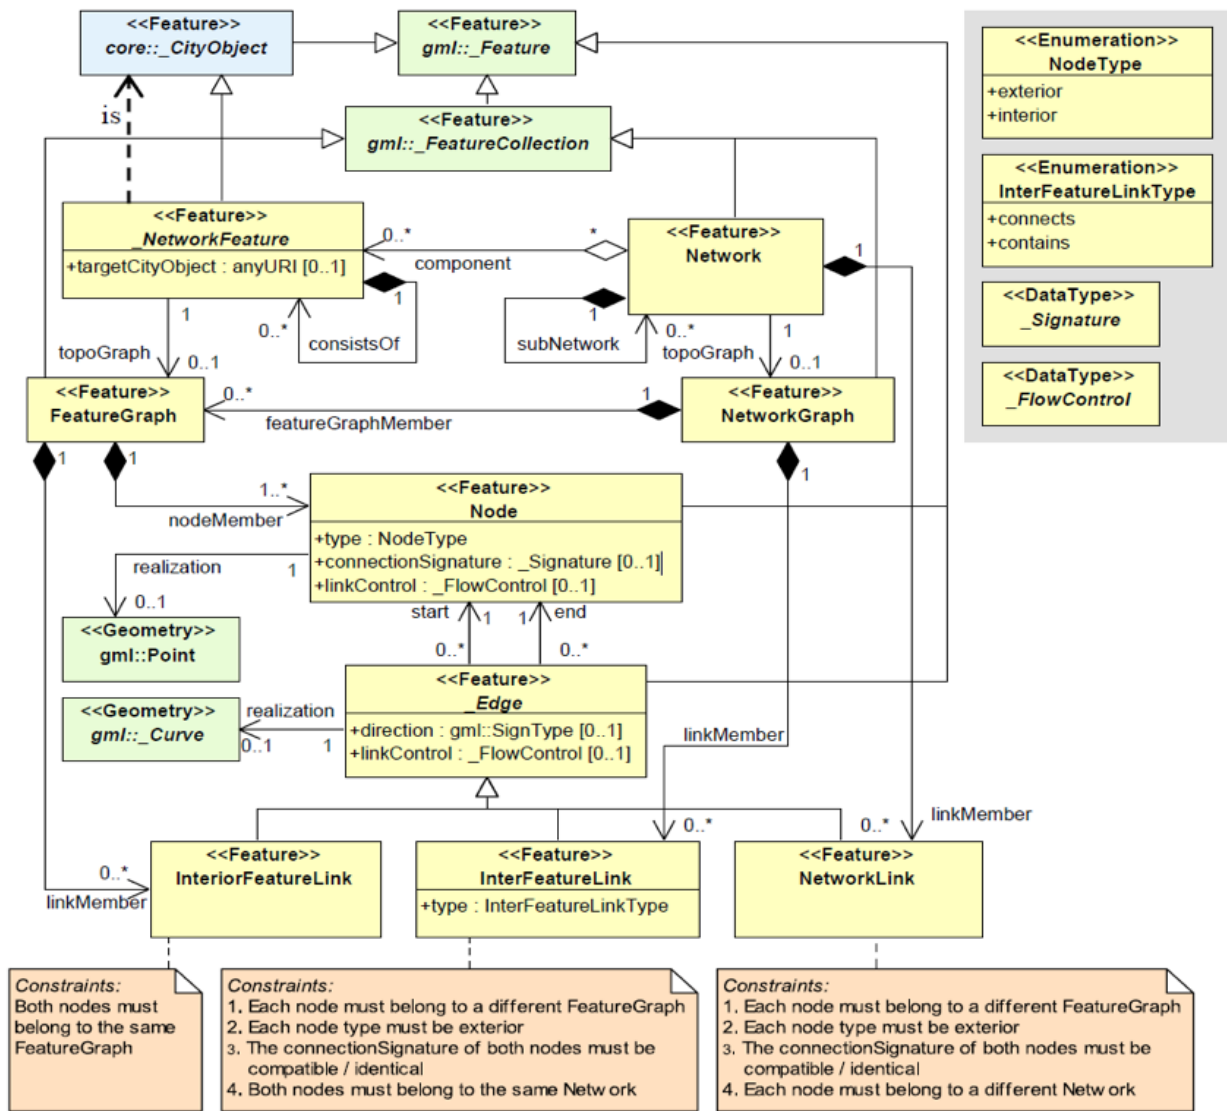 <<Feature>>
core::_CityObject
<<Feature>>
gml::_Feature
<<Enumeration>>
NodeType
+exterior
+interior
is
<<Feature>>
gml::_FeatureCollection
<<Enumeration>>
InterFeatureLinkType
+connects
+contains
<<Feature>>
_NetworkFeature
+targetCityObject : anyURI [0..1]
0..*
component
*
<<Feature>>
Network
1
<<DataType>>
_Signature
1
0..*
consistsOf
1
topoGraph
0..1
1
subNetwork
0..*
1
topoGraph
0..1
<<DataType>>
_FlowControl
<<Feature>>
FeatureGraph
0..*
featureGraphMember
1
<<Feature>>
NetworkGraph
1
1
1
1..*
nodeMember
<<Feature>>
Node
+type : NodeType
+connectionSignature : _Signature [0..1]
+linkControl : _FlowControl [0..1]
realization
1
0..1
<<Geometry>>
gml::Point
start
1
1
end
0..*
0..*
<<Feature>>
_Edge
+direction : gml::SignType [0..1]
+linkControl : _FlowControl [0..1]
<<Geometry>>
gml::_Curve
realization
0..1
1
linkMember
0..*
0..*
linkMember
0..*
linkMember
<<Feature>>
InteriorFeatureLink
<<Feature>>
InterFeatureLink
+type : InterFeatureLinkType
<<Feature>>
NetworkLink
Constraints:
Both nodes must
belong to the same
FeatureGraph
Constraints:
1. Each node must belong to a different FeatureGraph
2. Each node type must be exterior
3. The connectionSignature of both nodes must be
compatible / identical
4. Both nodes must belong to the same Network
Constraints:
1. Each node must belong to a different FeatureGraph
2. Each node type must be exterior
3. The connectionSignature of both nodes must be
compatible / identical
4. Each node must belong to a different Network